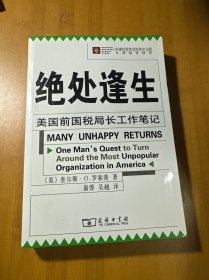 绝处逢生
美国前国税局长工作笔记
MANY UNHAPPY RETURNS
One Man's Quest to Turn
Around the Most Unpopular
Organization in America
(美)查尔斯·O.罗索蒂 著
译
商务印书馆